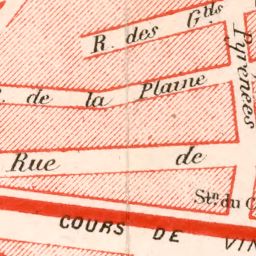 R. des Gds
Pyrénées
R. de la Plaine
Rue de
Stn du C
COURS DE VIN